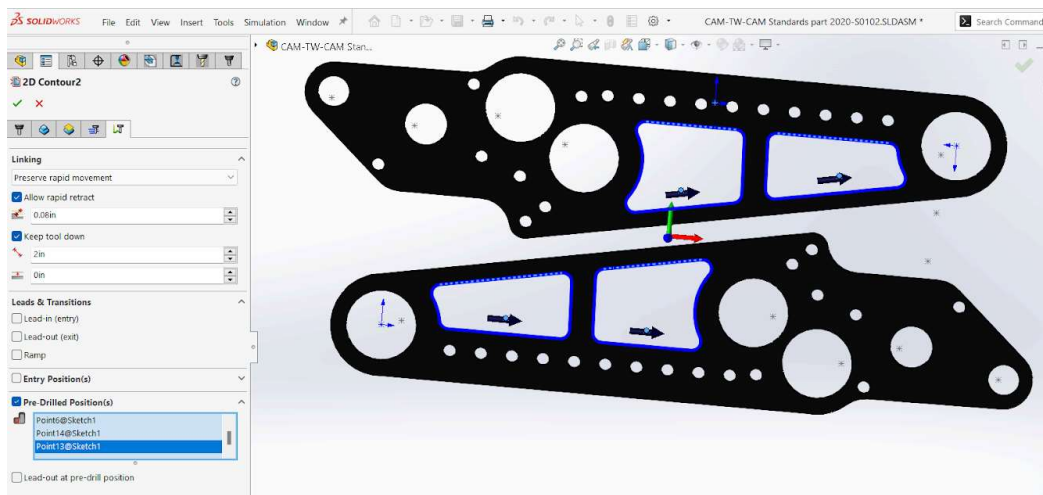 SOLIDWORKS File Edit View Insert Tools Simulation Window CAM-TW-CAM Standards part 2020-S0102.SLDASM * Search Command
CAM-TW-CAM Stan...
2D Contour2
Linking
Preserve rapid movement
Allow rapid retract
0.08in
Keep tool down
2in
0in
Leads & Transitions
Lead-in (entry)
Lead-out (exit)
Ramp
Entry Position(s)
Pre-Drilled Position(s)
Point6@Sketch1
Point14@Sketch1
Point13@Sketch1
Lead-out at pre-drill position